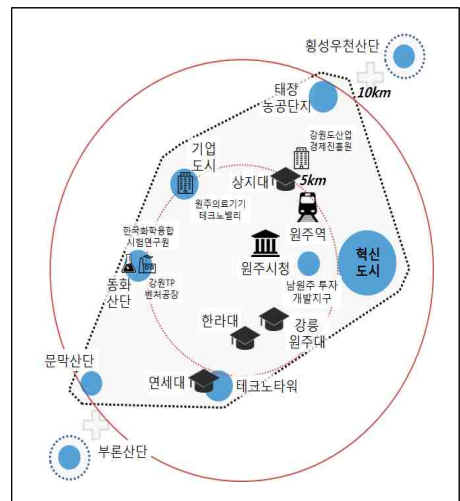 횡성우천산단
10km
태장
농공단지
강원도산업
경제진흥원
기업
도시
상지대
5km
원주의료기기
테크노밸리
원주역
한국화학융합
시험연구원
원주시청
혁신
도시
동화
산단
강원TP
벤처공장
남원주 투자
개발지구
한라대
강릉
원주대
문막산단
연세대
테크노타워
부론산단